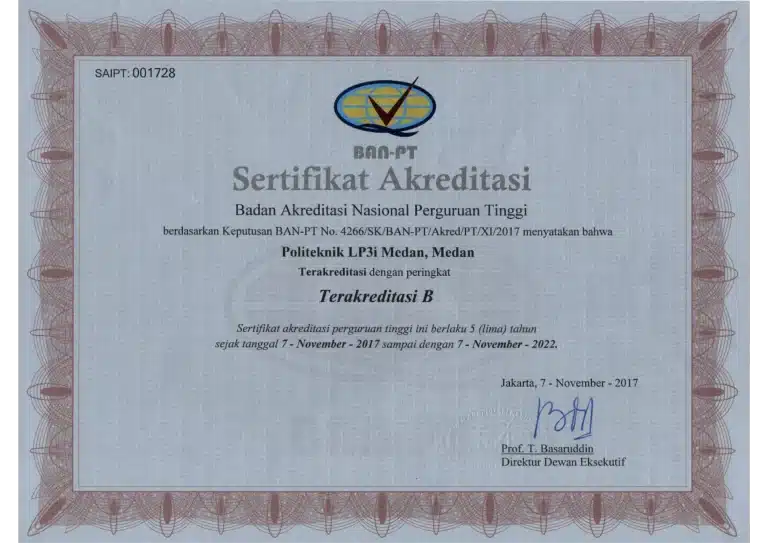 SAIPT: 001728
BAN-PT
Sertifikat Akreditasi
Badan Akreditasi Nasional Perguruan Tinggi
berdasarkan Keputusan BAN-PT No. 4266/SK/BAN-PT/Akred/PT/XI/2017 menyatakan bahwa
Politeknik LP3i Medan, Medan
Terakreditasi dengan peringkat
Terakreditasi B
Sertifikat akreditasi perguruan tinggi ini berlaku 5 (lima) tahun
sejak tanggal 7 - November - 2017 sampai dengan 7 - November - 2022.
Jakarta, 7 - November - 2017
Prof. T. Basaruddin
Direktur Dewan Eksekutif